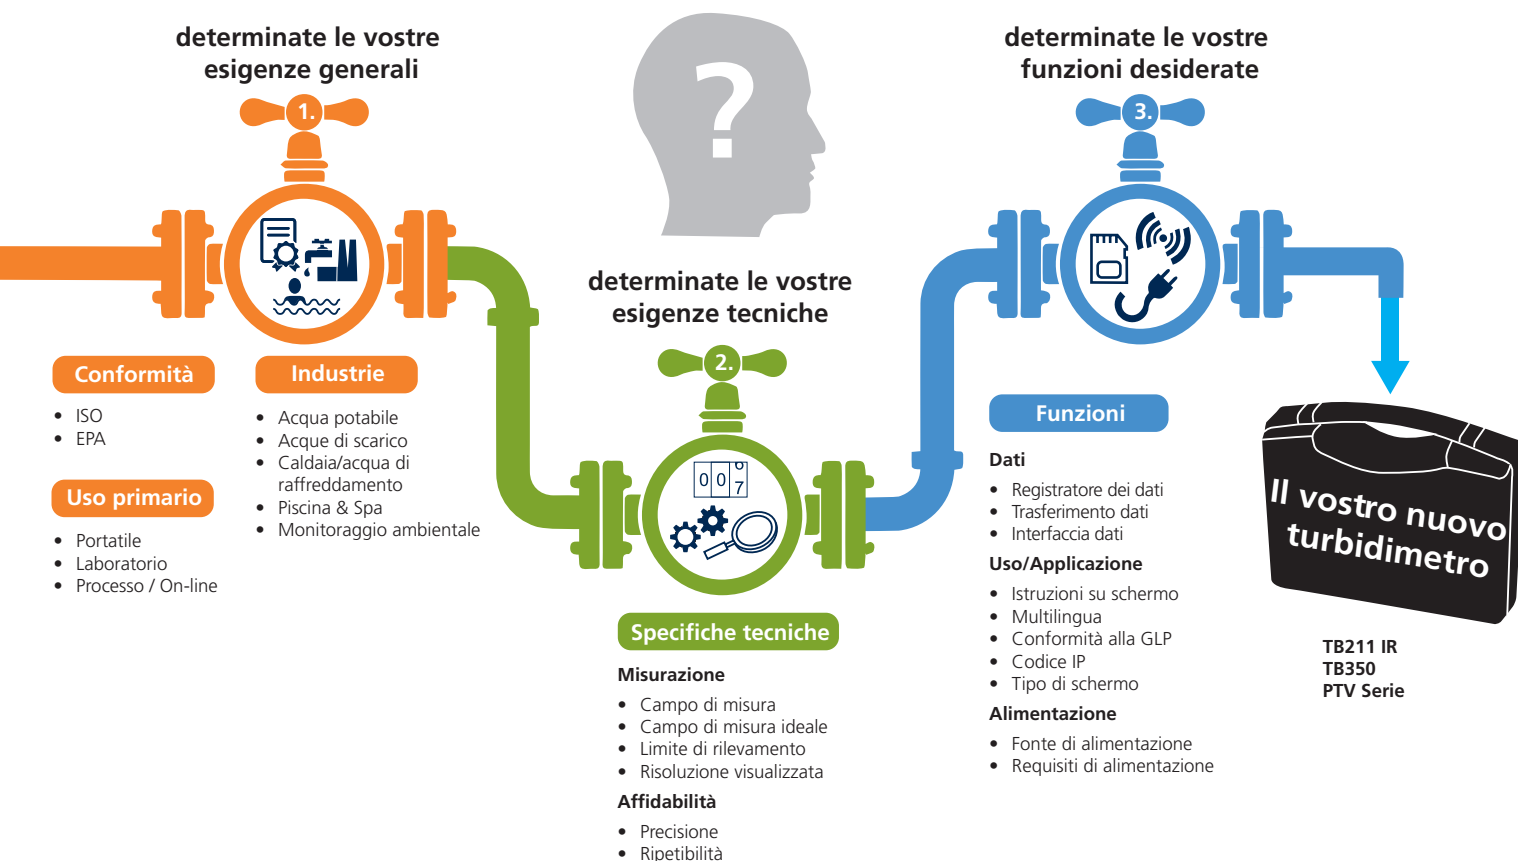 determinate le vostre
esigenze generali
1.
Conformità
• ISO
• EPA
Uso primario
• Portatile
• Laboratorio
• Processo / On-line
Industrie
• Acqua potabile
• Acque di scarico
• Caldaia/acqua di
raffreddamento
• Piscina & Spa
• Monitoraggio ambientale
?
determinate le vostre
esigenze tecniche
2.
0 0 0
7
Specifiche tecniche
Misurazione
• Campo di misura
• Campo di misura ideale
• Limite di rilevamento
• Risoluzione visualizzata
Affidabilità
• Precisione
• Ripetibilità
determinate le vostre
funzioni desiderate
3.
Funzioni
Dati
• Registratore dei dati
• Trasferimento dati
• Interfaccia dati
Uso/Applicazione
• Istruzioni su schermo
• Multilingua
• Conformità alla GLP
• Codice IP
• Tipo di schermo
Alimentazione
• Fonte di alimentazione
• Requisiti di alimentazione
Il vostro nuovo
turbidimetro
TB211 IR
TB350
PTV Serie